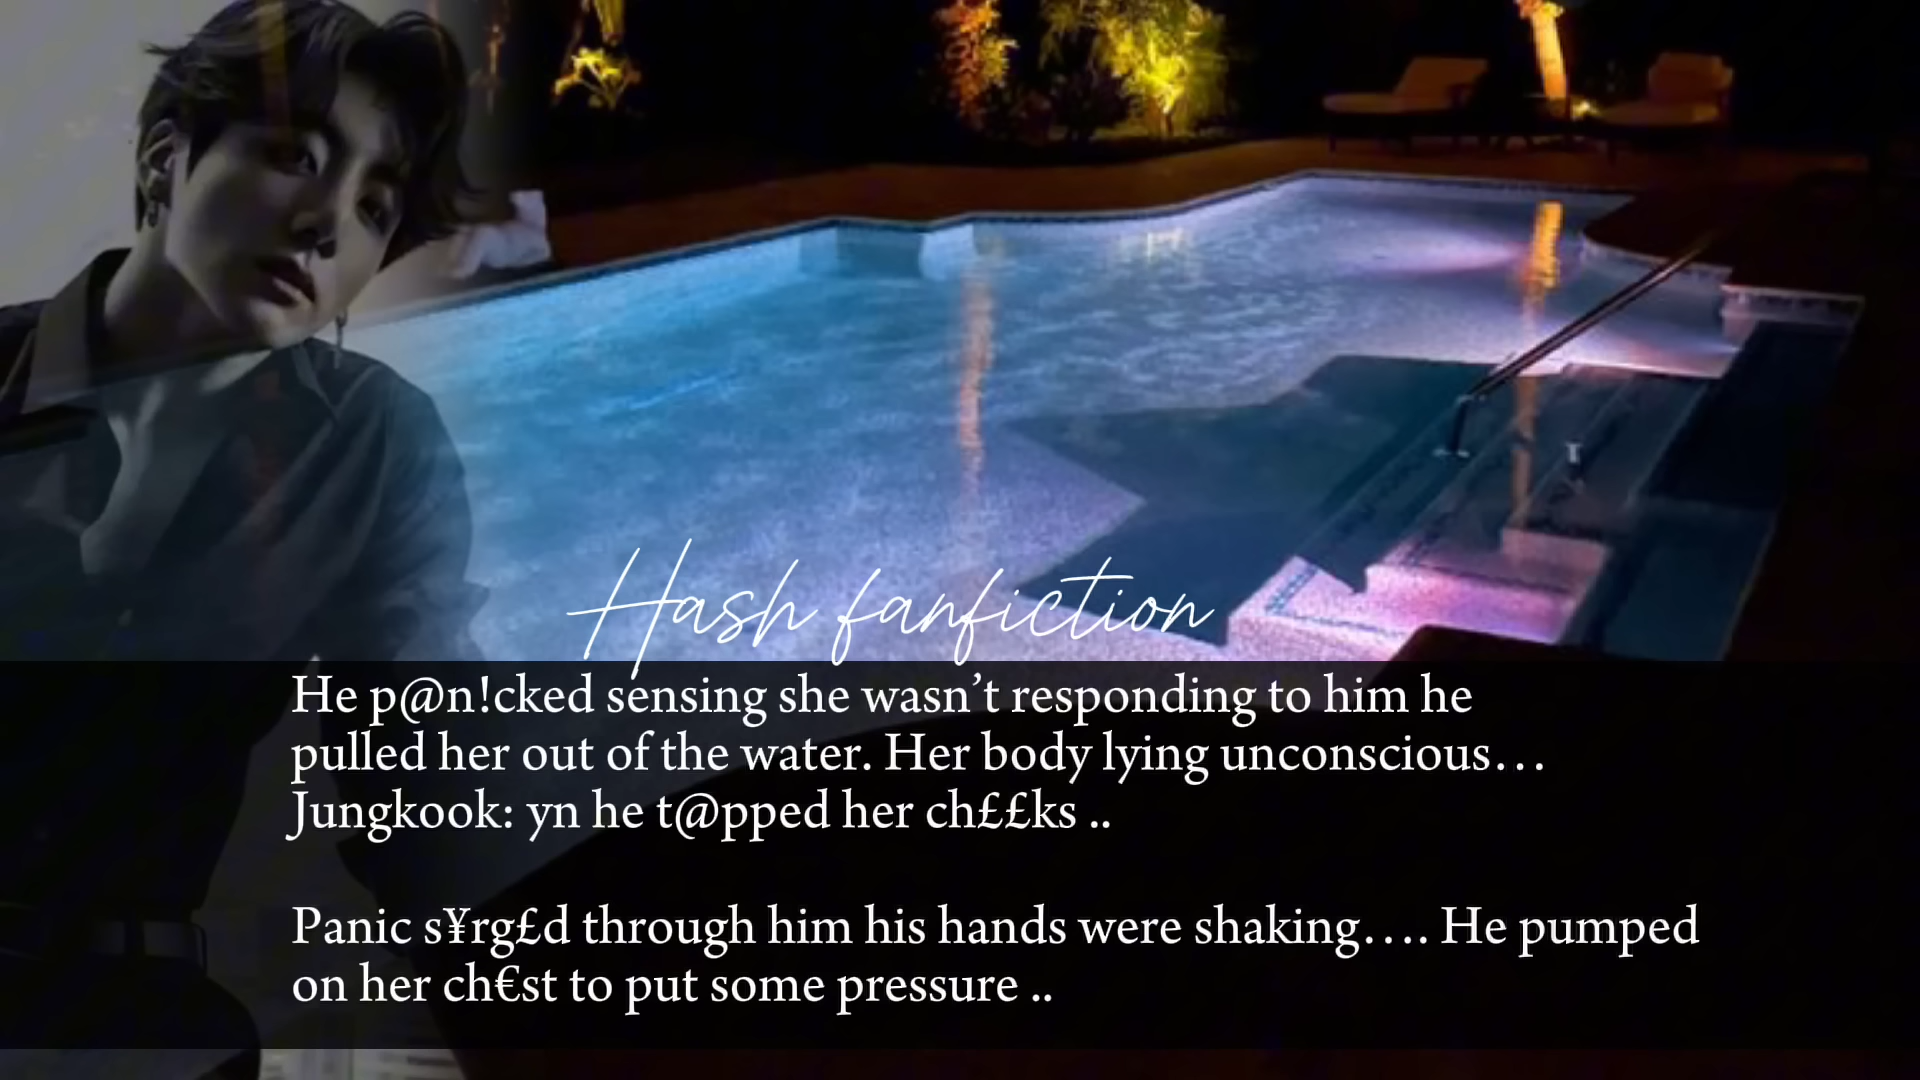 Hash fanfiction
He p@n!cked sensing she wasn’t responding to him he
pulled her out of the water. Her body lying unconscious…
Jungkook: yn he t@pped her ch££ks ..
Panic s¥rg£d through him his hands were shaking…. He pumped
on her ch€st to put some pressure ..